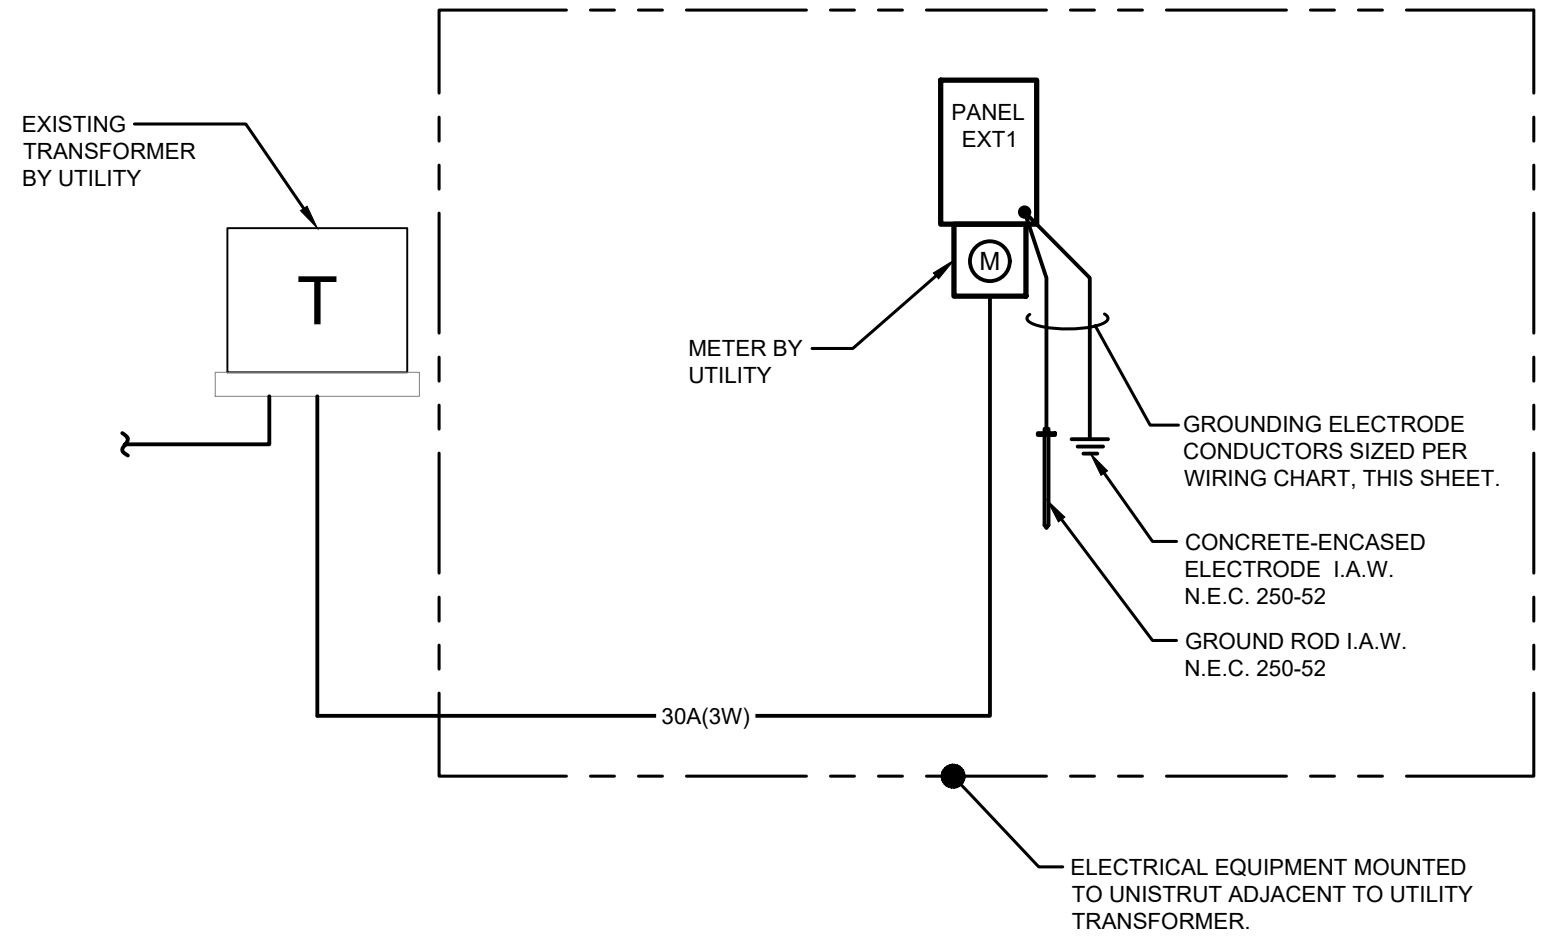 EXISTING
TRANSFORMER
BY UTILITY
T
PANEL
EXT1
M
METER BY
UTILITY
GROUNDING ELECTRODE
CONDUCTORS SIZED PER
WIRING CHART, THIS SHEET.
CONCRETE-ENCASED
ELECTRODE I.A.W.
N.E.C. 250-52
GROUND ROD I.A.W.
N.E.C. 250-52
30A(3W)
ELECTRICAL EQUIPMENT MOUNTED
TO UNISTRUT ADJACENT TO UTILITY
TRANSFORMER.